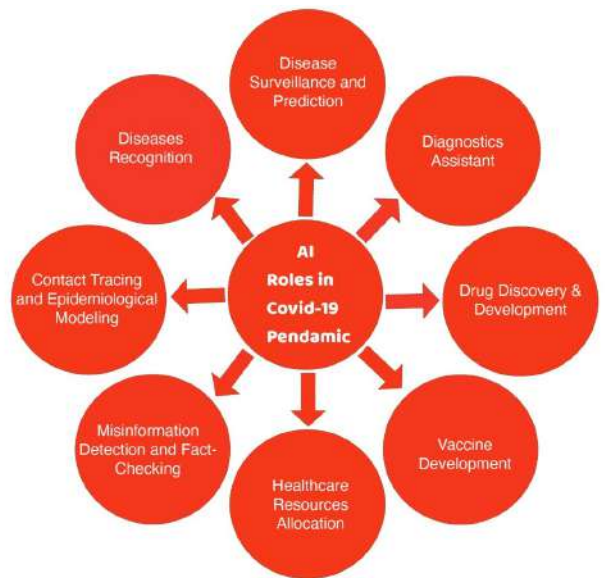 Disease
Surveillance and
Prediction
Diseases
Recognition
Diagnostics
Assistant
AI
Roles in
Covid-19
Pendamic
Contact Tracing
and Epidemiological
Modeling
Drug Discovery &
Development
Misinformation
Detection and Fact-
Checking
Vaccine
Development
Healthcare
Resources
Allocation